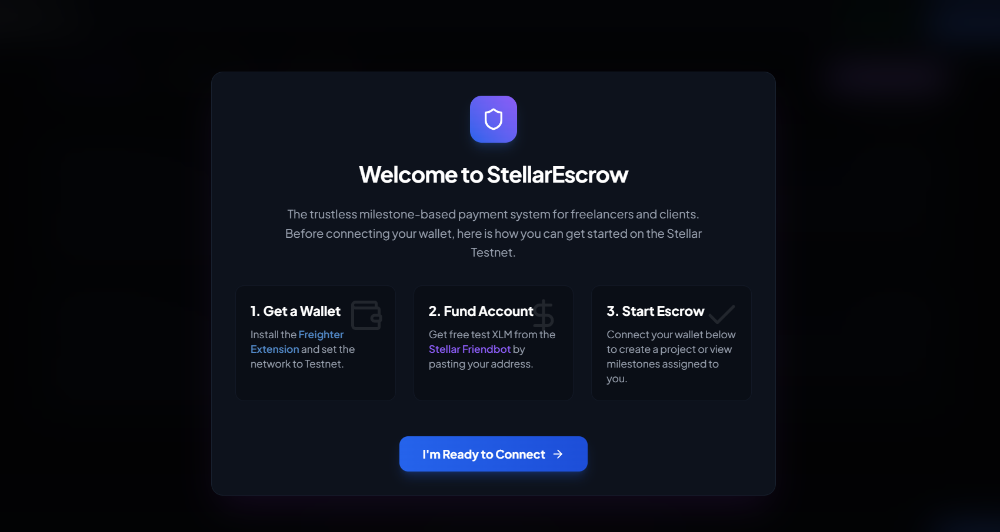 Welcome to StellarEscrow
The trustless milestone-based payment system for freelancers and clients.
Before connecting your wallet, here is how you can get started on the Stellar
Testnet.
1. Get a Wallet
Install the Freighter
Extension and set the
network to Testnet.
2. Fund Account
Get free test XLM from the
Stellar Friendbot by
pasting your address.
3. Start Escrow
Connect your wallet below
to create a project or view
milestones assigned to
you.
I'm Ready to Connect